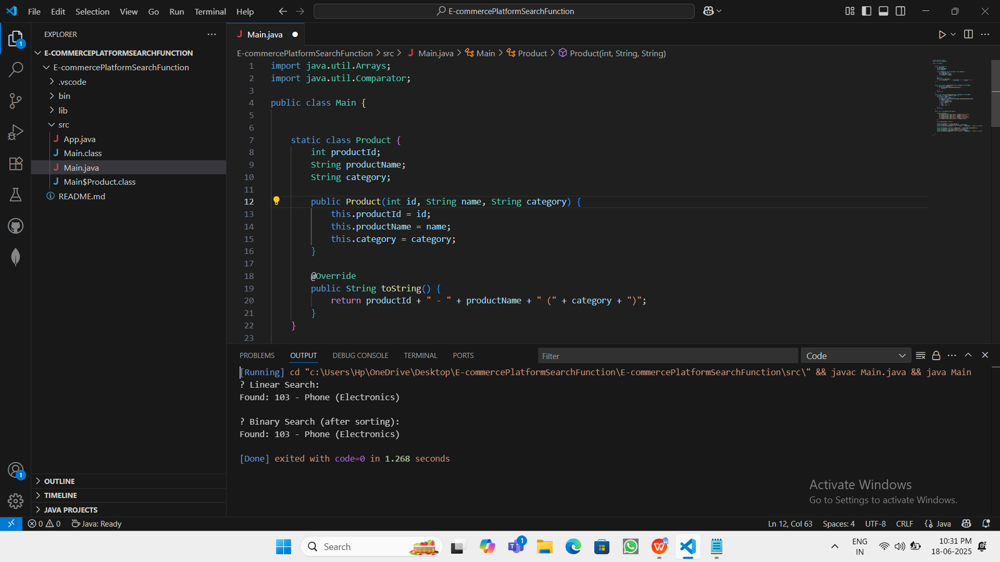 File Edit Selection View Go Run Terminal Help
E-commercePlatformSearchFunction
EXPLORER
1
E-COMMERCEPLATFORMSEARCHFUNCTION
E-commercePlatformSearchFunction
.vscode
bin
lib
src
App.java
Main.class
Main.java
Main$Product.class
README.md
1
OUTLINE
TIMELINE
JAVA PROJECTS
Main.java
E-commercePlatformSearchFunction > src > Main.java > Main > Product > Product(int, String, String)
1 import java.util.Arrays;
2 import java.util.Comparator;
3
4 public class Main {
5
6
7 static class Product {
8 int productId;
9 String productName;
10 String category;
11
12 public Product(int id, String name, String category) {
13 this.productId = id;
14 this.productName = name;
15 this.category = category;
16 }
17
18 @Override
19 public String toString() {
20 return productId + " - " + productName + " (" + category + ")";
21 }
22 }
23
PROBLEMS OUTPUT DEBUG CONSOLE TERMINAL PORTS Filter Code
[Running] cd "c:\Users\Hp\OneDrive\Desktop\E-commercePlatformSearchFunction\E-commercePlatformSearchFunction\src\" && javac Main.java && java Main
? Linear Search:
Found: 103 - Phone (Electronics)
? Binary Search (after sorting):
Found: 103 - Phone (Electronics)
[Done] exited with code=0 in 1.268 seconds
Activate Windows
Go to Settings to activate Windows.
0 0 Java: Ready Ln 12, Col 63 Spaces: 4 UTF-8 CRLF {} Java
Search 1 ENG IN 10:31 PM
18-06-2025